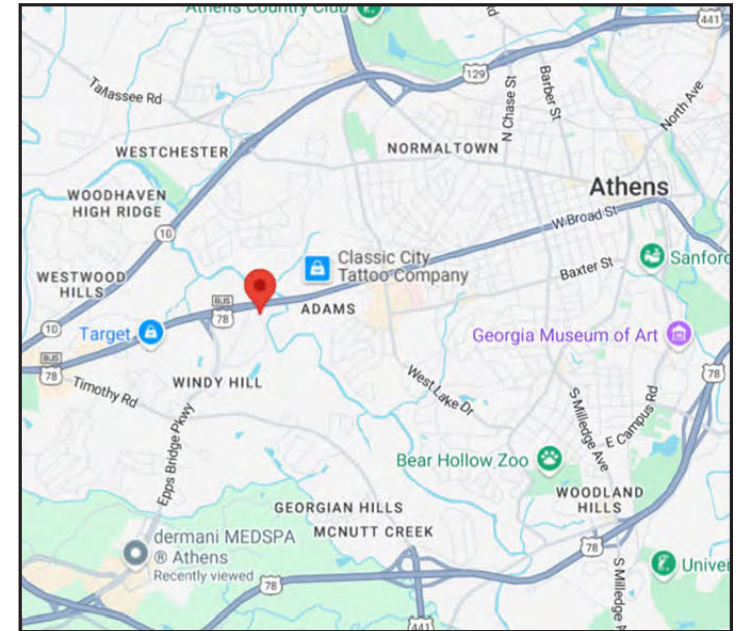 Athens Country Club
441
129
Tallassee Rd
N Chase St
Barber St
North Ave
WESTCHESTER
NORMALTOWN
WOODHAVEN
HIGH RIDGE
Athens
W Broad St
10
Classic City
Tattoo Company
Baxter St
Sanford
WESTWOOD
HILLS
BUS
78
ADAMS
10
Target
Georgia Museum of Art
BUS
78
78
Timothy Rd
WINDY HILL
West Lake Dr
S Milledge Ave
E Campus Rd
Epps Bridge Pkwy
Bear Hollow Zoo
WOODLAND
HILLS
GEORGIAN HILLS
MCNUTT CREEK
dermani MEDSPA
® Athens
Recently viewed
78
78
Univer
S Milledge
441